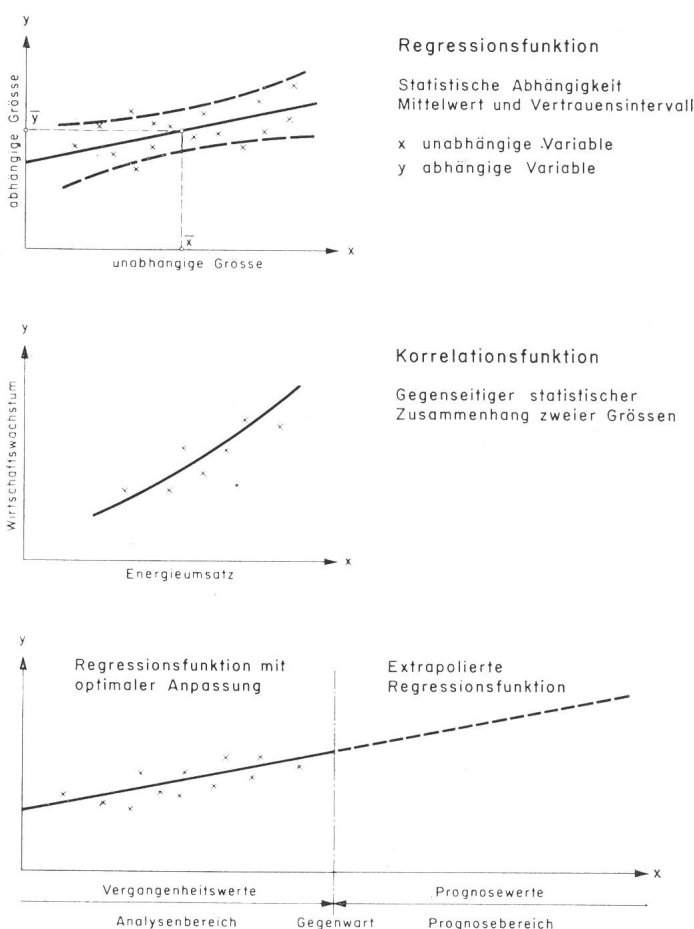 y
abhängige Grösse
y
x
x
unabhängige Grösse
Regressionsfunktion
Statistische Abhängigkeit
Mittelwert und Vertrauensintervall
x unabhängige Variable
y abhängige Variable
y
Wirtschaftswachstum
x
Energieumsatz
Korrelationsfunktion
Gegenseitiger statistischer
Zusammenhang zweier Grössen
y
Regressionsfunktion mit
optimaler Anpassung
Extrapolierte
Regressionsfunktion
x
Vergangenheitswerte
Prognosewerte
Analysenbereich
Gegenwart
Prognosebereich